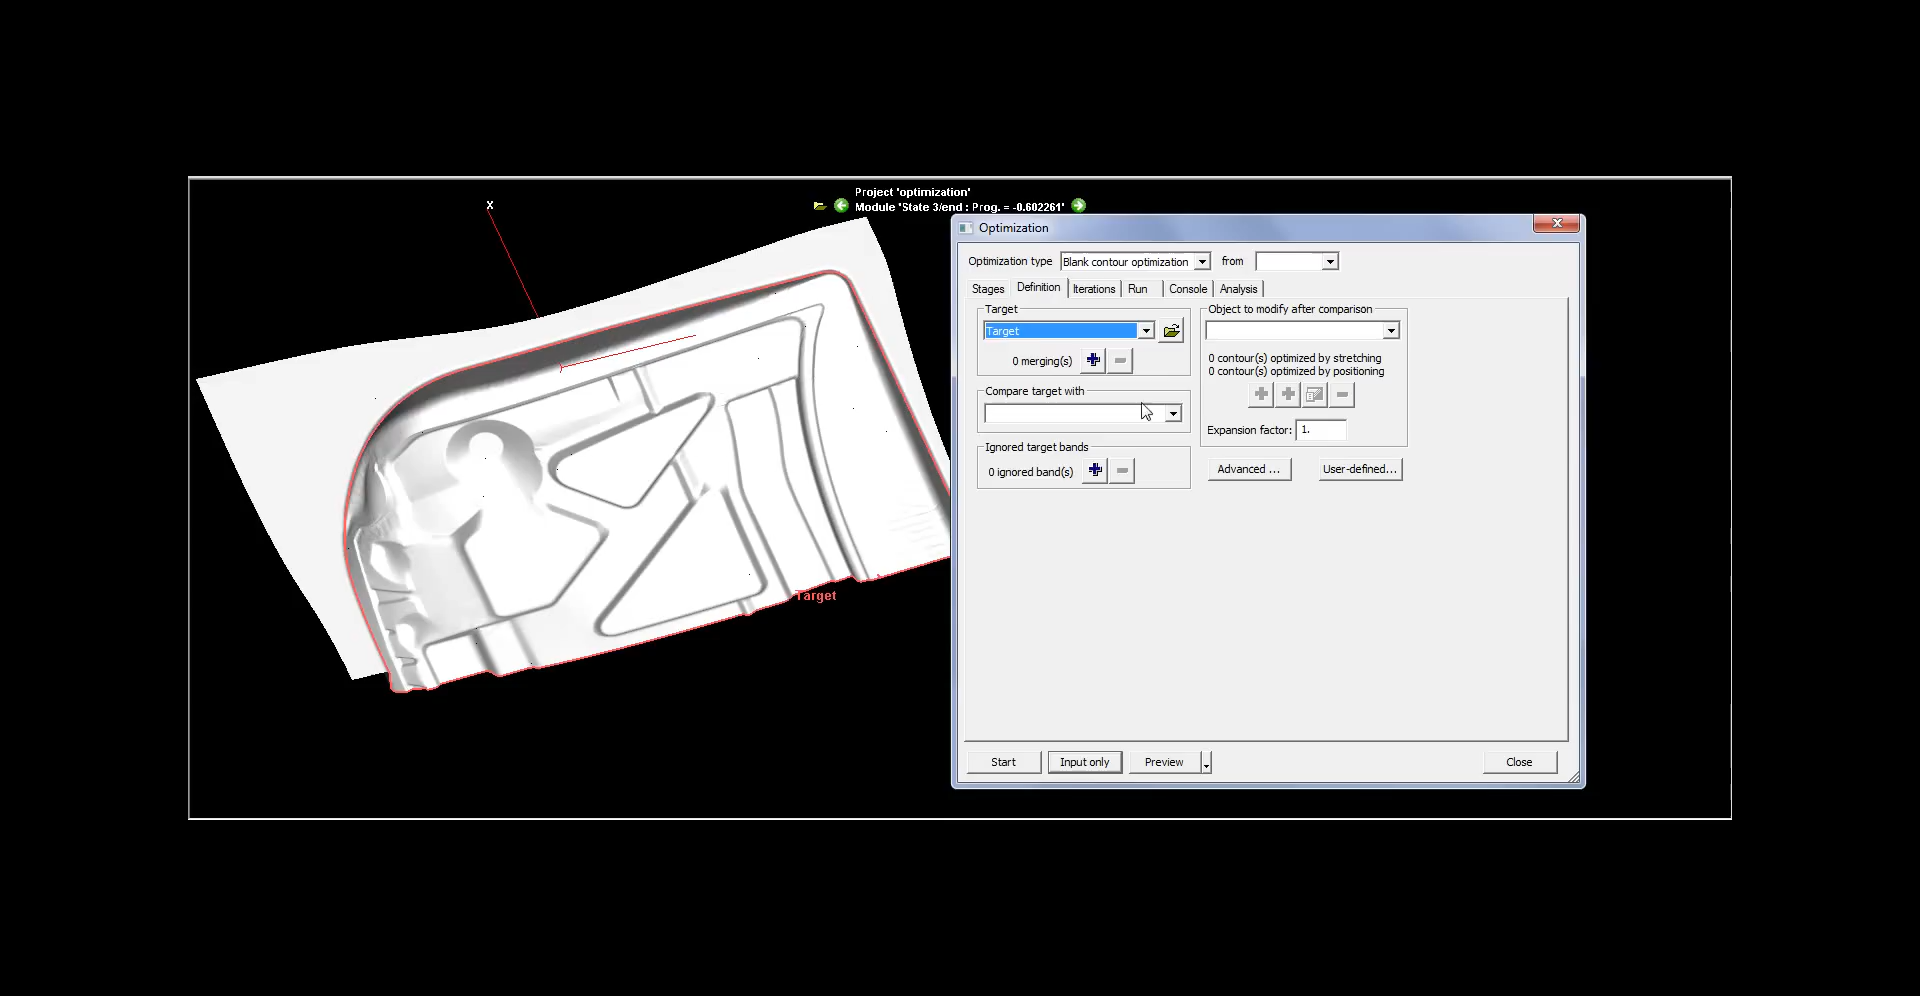 X
Project 'optimization'
Module 'State 3/end : Prog. = -0.602261'
Optimization
Optimization type Blank contour optimization from
Stages Definition Iterations Run Console Analysis
Target
Target
0 merging(s)
Compare target with
Ignored target bands
0 ignored band(s)
Object to modify after comparison
0 contour(s) optimized by stretching
0 contour(s) optimized by positioning
Expansion factor: 1.
Advanced ... User-defined...
Target
Start Input only Preview Close